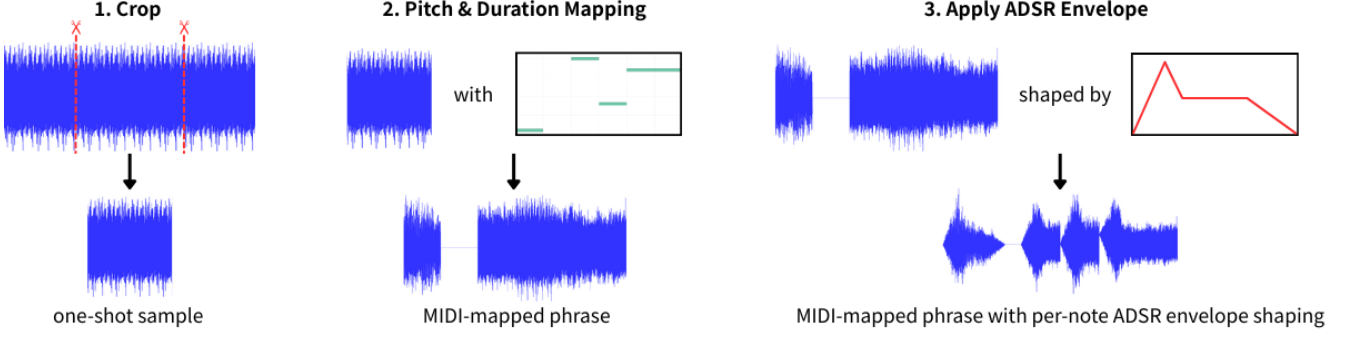 1. Crop
2. Pitch & Duration Mapping
3. Apply ADSR Envelope
with
shaped by
one-shot sample
MIDI-mapped phrase
MIDI-mapped phrase with per-note ADSR envelope shaping